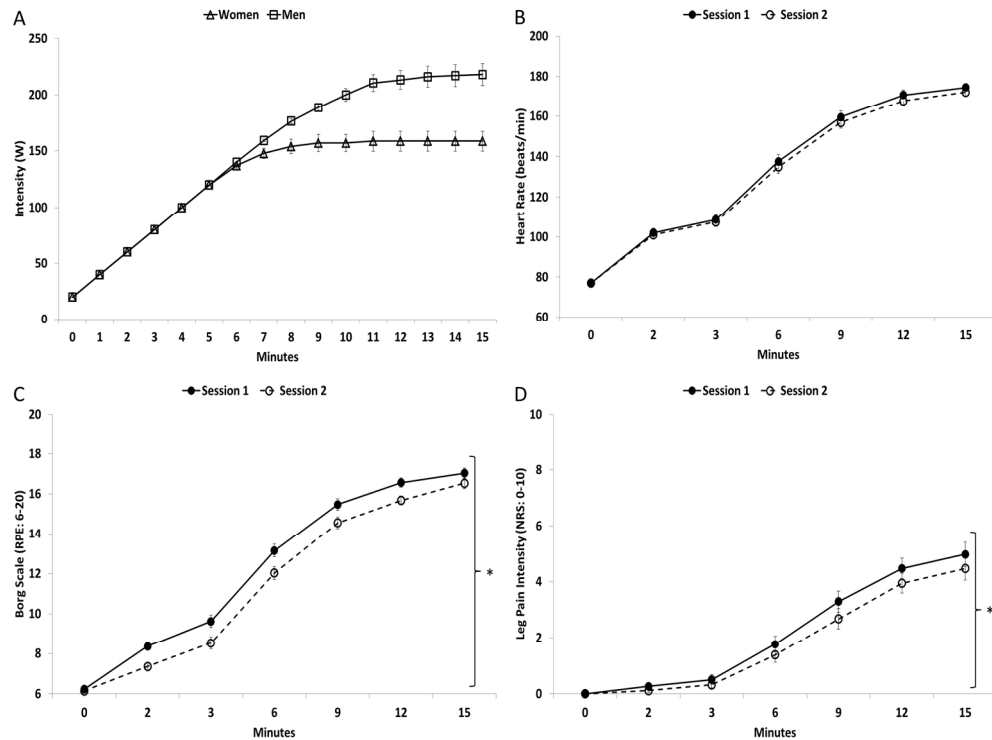 A
Women Men
Intensity (W)
250
200
150
100
50
0
0 1 2 3 4 5 6 7 8 9 10 11 12 13 14 15
Minutes
B
Session 1 Session 2
Heart Rate (beats/min)
200
180
160
140
120
100
80
60
0 2 3 6 9 12 15
Minutes
C
Session 1 Session 2
Borg Scale (RPE: 6-20)
20
18
16
14
12
10
8
6
*
0 2 3 6 9 12 15
Minutes
D
Session 1 Session 2
Leg Pain Intensity (NRS: 0-10)
10
8
6
4
2
0
*
0 2 3 6 9 12 15
Minutes